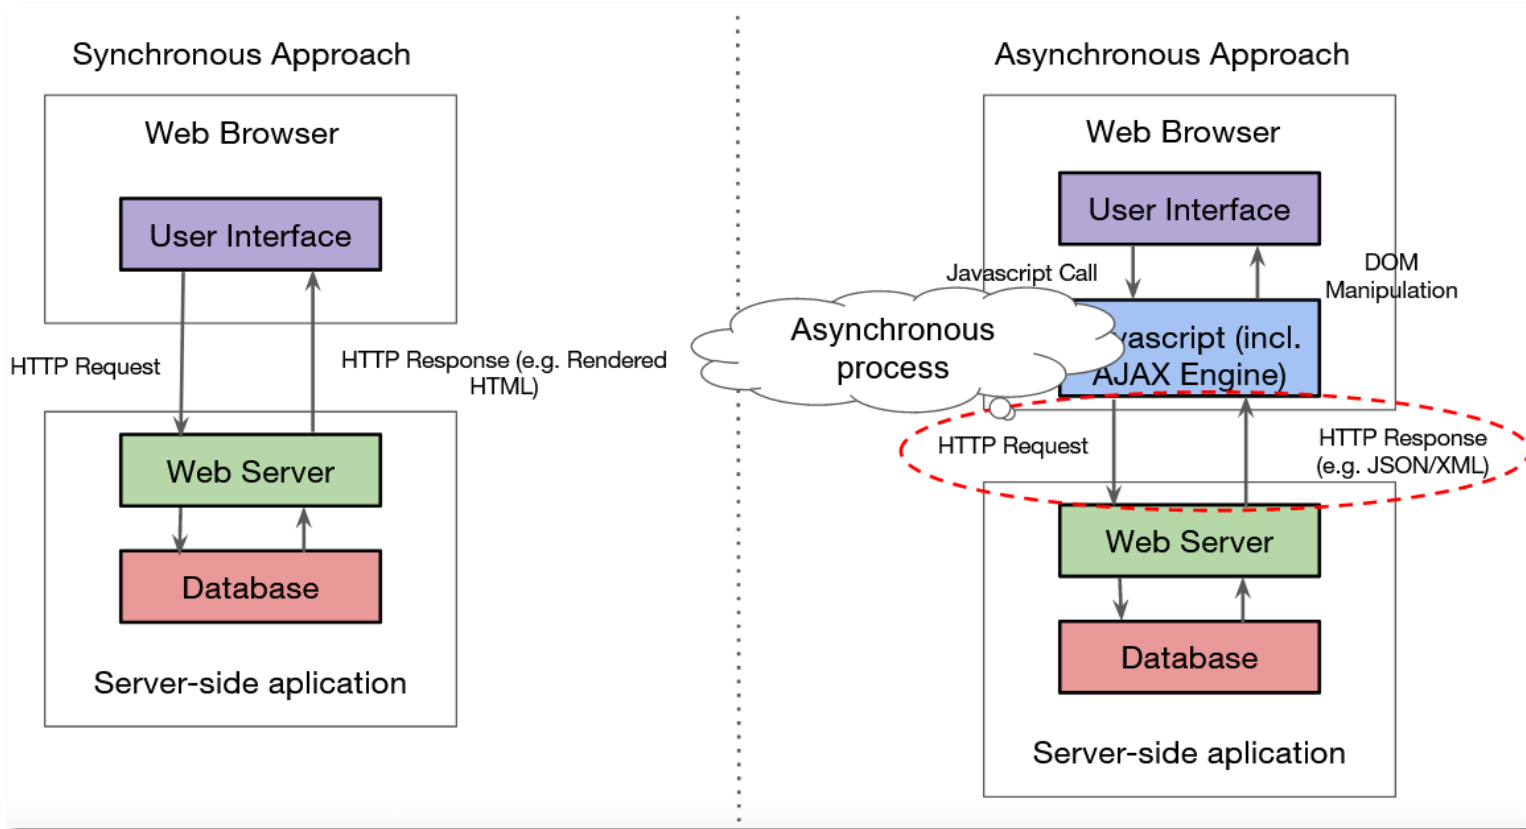 Synchronous Approach
Web Browser
User Interface
HTTP Request
HTTP Response (e.g. Rendered
HTML)
Web Server
Database
Server-side aplication
Asynchronous Approach
Web Browser
User Interface
Javascript Call
DOM
Manipulation
Asynchronous
process
vascript (incl.
AJAX Engine)
HTTP Request
HTTP Response
(e.g. JSON/XML)
Web Server
Database
Server-side aplication